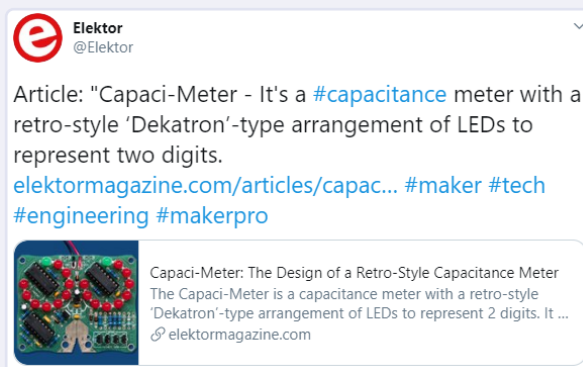 Elektor
@Elektor
Article: "Capaci-Meter - It's a #capacitance meter with a
retro-style ‘Dekatron’-type arrangement of LEDs to
represent two digits.
elektormagazine.com/articles/capac... #maker #tech
#engineering #makerpro
Capaci-Meter: The Design of a Retro-Style Capacitance Meter
The Capaci-Meter is a capacitance meter with a retro-style
‘Dekatron’-type arrangement of LEDs to represent 2 digits. It ...
elektormagazine.com